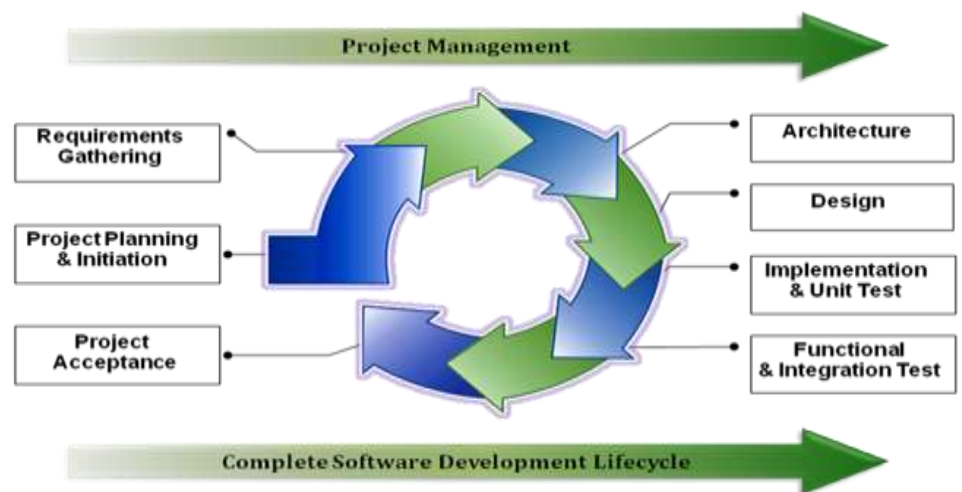 Project Management
Requirements
Gathering
Project Planning
& Initiation
Project
Acceptance
Architecture
Design
Implementation
& Unit Test
Functional
& Integration Test
Complete Software Development Lifecycle